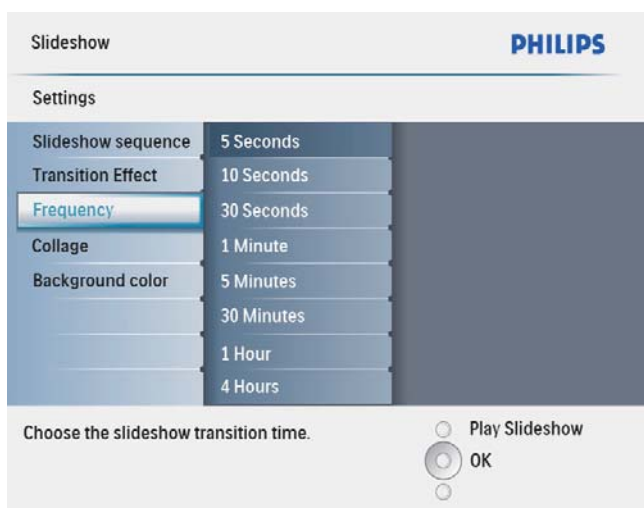 Slideshow
PHILIPS
Settings
Slideshow sequence
Transition Effect
Frequency
Collage
Background color
5 Seconds
10 Seconds
30 Seconds
1 Minute
5 Minutes
30 Minutes
1 Hour
4 Hours
Choose the slideshow transition time.
Play Slideshow
OK